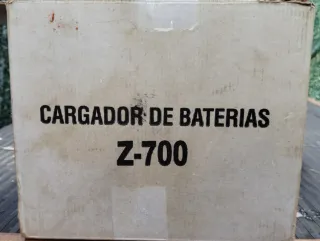 CARGADOR DE BATERIAS
Z-700